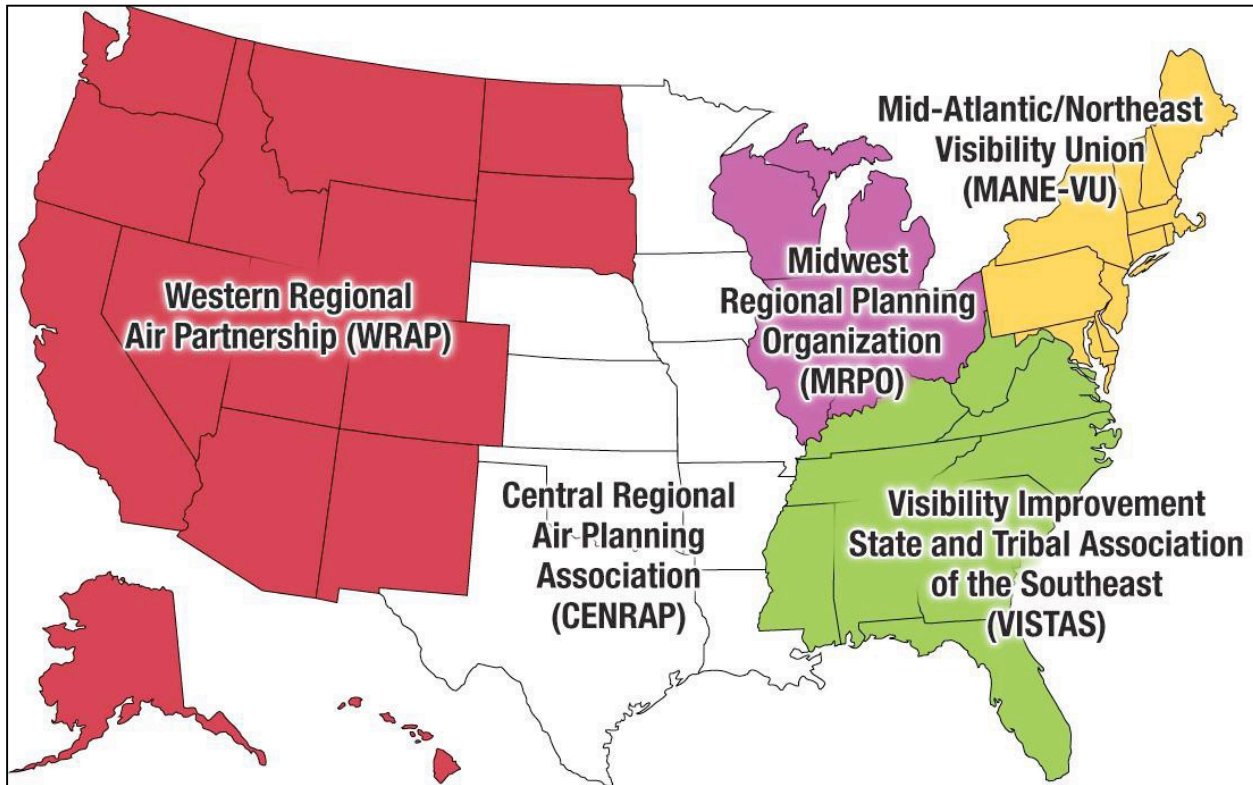 Mid-Atlantic/Northeast
Visibility Union
(MANE-VU)
Midwest
Regional Planning
Organization
(MRPO)
Western Regional
Air Partnership (WRAP)
Central Regional
Air Planning
Association
(CENRAP)
Visibility Improvement
State and Tribal Association
of the Southeast
(VISTAS)